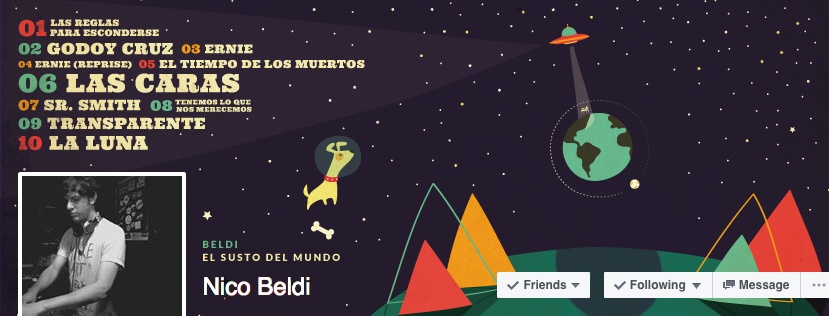 01 LAS REGLAS
PARA ESCONDERSE
02 GODOY CRUZ 03 ERNIE
04 ERNIE (REPRISE) 05 EL TIEMPO DE LOS MUERTOS
06 LAS CARAS
07 SR. SMITH 08 TENEMOS LO QUE
NOS MERECEMOS
09 TRANSPARENTE
10 LA LUNA
BELDI
EL SUSTO DEL MUNDO
Nico Beldi
Friends Following Message